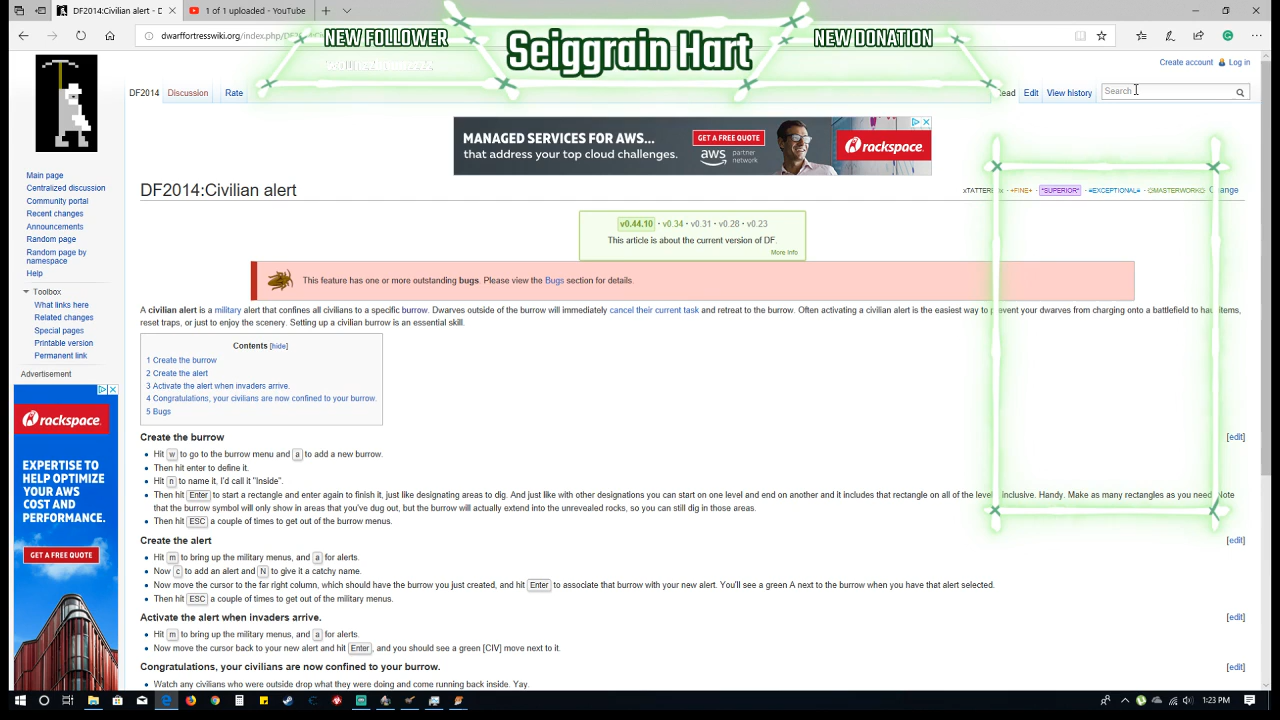 DF2014:Civilian alert - D
1 of 1 uploaded - YouTube
dwarffortresswiki.org/index.php/D
NEW FOLLOWER
Seiggrain Hart
NEW DONATION
Create account
Log in
DF2014
Discussion
Rate
Edit
View history
Search
MANAGED SERVICES FOR AWS...
that address your top cloud challenges.
GET A FREE QUOTE
aws partner network
rackspace.
DF2014:Civilian alert
+FINE+ · *SUPERIOR* · ≡EXCEPTIONAL≡
v0.44.10 · v0.34 · v0.31 · v0.28 · v0.23
This article is about the current version of DF.
More Info
This feature has one or more outstanding bugs. Please view the Bugs section for details.
Main page
Centralized discussion
Community portal
Recent changes
Announcements
Random page
Random page by
namespace
Help
Toolbox
What links here
Related changes
Special pages
Printable version
Permanent link
Advertisement
rackspace.
EXPERTISE
TO HELP
OPTIMIZE
YOUR AWS
COST AND
PERFORMANCE.
GET A FREE QUOTE
A civilian alert is a military alert that confines all civilians to a specific burrow. Dwarves outside of the burrow will immediately cancel their current task and retreat to the burrow. Often activating a civilian alert is the easiest way to prevent your dwarves from charging onto a battlefield to haul items,
reset traps, or just to enjoy the scenery. Setting up a civilian burrow is an essential skill.
Contents [hide]
1 Create the burrow
2 Create the alert
3 Activate the alert when invaders arrive.
4 Congratulations, your civilians are now confined to your burrow.
5 Bugs
Create the burrow
[edit]
Hit w to go to the burrow menu and a to add a new burrow.
Then hit enter to define it.
Hit n to name it, I'd call it "Inside".
Then hit Enter to start a rectangle and enter again to finish it, just like designating areas to dig. And just like with other designations you can start on one level and end on another and it includes that rectangle on all of the levels inclusive. Handy. Make as many rectangles as you need. Note
that the burrow symbol will only show in areas that you've dug out, but the burrow will actually extend into the unrevealed rocks, so you can still dig in those areas.
Then hit ESC a couple of times to get out of the burrow menus.
Create the alert
[edit]
Hit m to bring up the military menus, and a for alerts.
Now c to add an alert and N to give it a catchy name.
Now move the cursor to the far right column, which should have the burrow you just created, and hit Enter to associate that burrow with your new alert. You'll see a green A next to the burrow when you have that alert selected.
Then hit ESC a couple of times to get out of the military menus.
Activate the alert when invaders arrive.
[edit]
Hit m to bring up the military menus, and a for alerts.
Now move the cursor back to your new alert and hit Enter, and you should see a green [CIV] move next to it.
Congratulations, your civilians are now confined to your burrow.
[edit]
Watch any civilians who were outside drop what they were doing and come running back inside. Yay.
1:23 PM